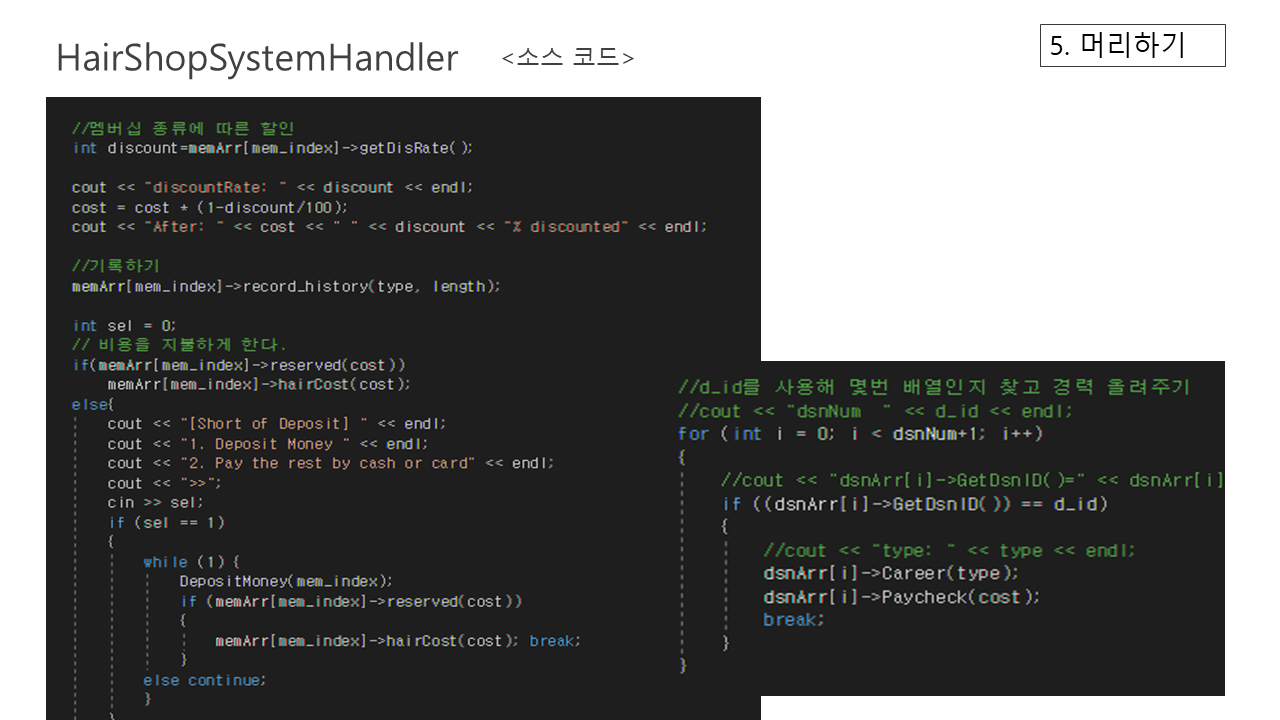 HairShopSystemHandler <소스 코드>
5. 머리하기
//멤버십 종류에 따른 할인
int discount=memArr[mem_index]->getDisRate();
cout << "discountRate: " << discount << endl;
cost = cost * (1-discount/100);
cout << "After: " << cost << " " << discount << "% discounted" << endl;
//기록하기
memArr[mem_index]->record_history(type, length);
int sel = 0;
// 비용을 지불하게 한다.
if(memArr[mem_index]->reserved(cost))
memArr[mem_index]->hairCost(cost);
else{
cout << "[Short of Deposit] " << endl;
cout << "1. Deposit Money " << endl;
cout << "2. Pay the rest by cash or card" << endl;
cout << ">>";
cin >> sel;
if (sel == 1)
{
while (1) {
DepositMoney(mem_index);
if (memArr[mem_index]->reserved(cost))
{
memArr[mem_index]->hairCost(cost); break;
}
else continue;
}
//d_id를 사용해 몇번 배열인지 찾고 경력 올려주기
//cout << "dsnNum  " << d_id << endl;
for (int i = 0; i < dsnNum+1; i++)
{
//cout << "dsnArr[i]->GetDsnID()=" << dsnArr[i]
if ((dsnArr[i]->GetDsnID()) == d_id)
{
//cout << "type: " << type << endl;
dsnArr[i]->Career(type);
dsnArr[i]->Paycheck(cost);
break;
}
}